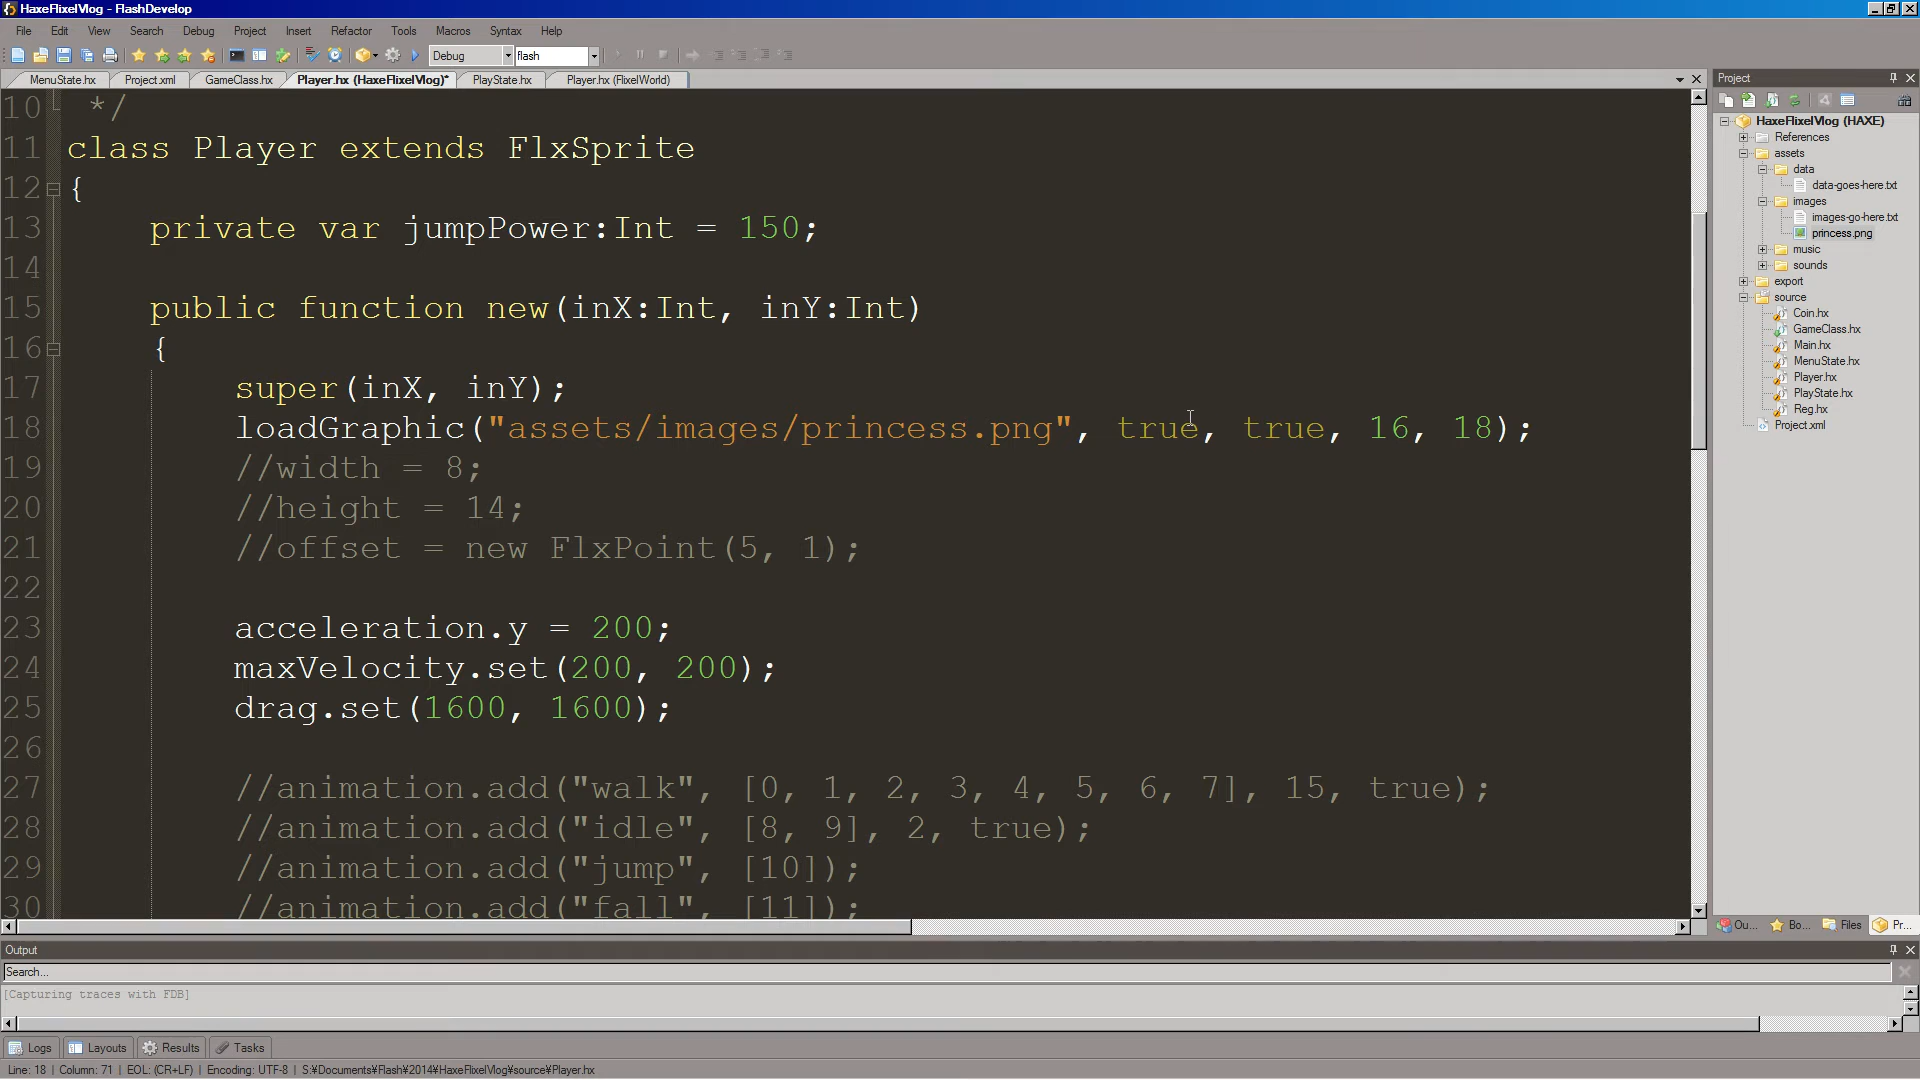 HaxeFlixelVlog - FlashDevelop
File Edit View Search Debug Project Insert Refactor Tools Macros Syntax Help
Debug flash
MenuState.hx Project.xml GameClass.hx Player.hx (HaxeFlixelVlog)* PlayState.hx Player.hx (FlixelWorld)
10 */
11 class Player extends FlxSprite
12 {
13 private var jumpPower:Int = 150;
14
15 public function new(inX:Int, inY:Int)
16 {
17 super(inX, inY);
18 loadGraphic("assets/images/princess.png", true, true, 16, 18);
19 //width = 8;
20 //height = 14;
21 //offset = new FlxPoint(5, 1);
22
23 acceleration.y = 200;
24 maxVelocity.set(200, 200);
25 drag.set(1600, 1600);
26
27 //animation.add("walk", [0, 1, 2, 3, 4, 5, 6, 7], 15, true);
28 //animation.add("idle", [8, 9], 2, true);
29 //animation.add("jump", [10]);
30 //animation.add("fall", [11]);
Project
HaxeFlixelVlog (HAXE)
References
assets
data
data-goes-here.txt
images
images-go-here.txt
princess.png
music
sounds
export
source
Coin.hx
GameClass.hx
Main.hx
MenuState.hx
Player.hx
PlayState.hx
Reg.hx
Project.xml
Ou... Bo... Files Pr...
Output
Search...
[Capturing traces with FDB]
Logs Layouts Results Tasks
Line: 18 | Column: 71 | EOL: (CR+LF) | Encoding: UTF-8 | S:¥Documents¥Flash¥2014¥HaxeFlixelVlog¥source¥Player.hx